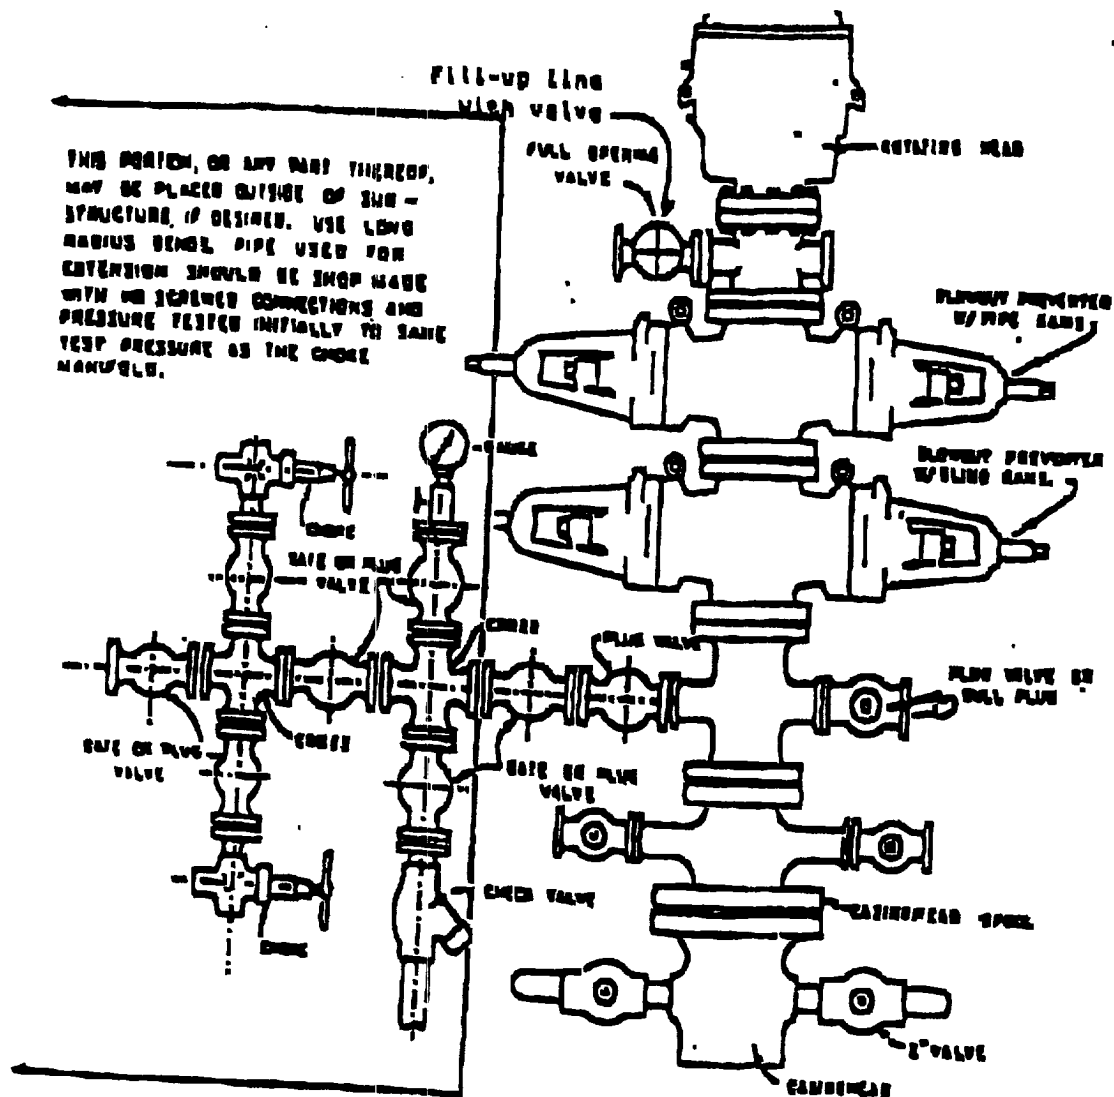 Fill-up Line
with valve
FULL OPENING
VALVE
ROTATING HEAD
THIS PORTION, OR ANY PART THEREOF,
MAY BE PLACED OUTSIDE OF SUB-
STRUCTURE, IF DESIRED. USE LONG
RADIUS BENDS. PIPE USED FOR
EXTENSION SHOULD BE SHOP MADE
WITH NO SCREWED CONNECTIONS AND
PRESSURE TESTED INITIALLY TO SAME
TEST PRESSURE AS THE CHOKE
MANIFOLD.
BLOWOUT PREVENTER
W/PIPE RAMS
GAUGE
BLOWOUT PREVENTER
W/BLIND RAMS
CHOKE
GATE OR PLUG
VALVE
CROSS
PLUG VALVE
PLUG VALVE OR
BULL PLUG
GATE OR PLUG
VALVE
CROSS
GATE OR PLUG
VALVE
CHECK VALVE
CASINGHEAD SPOOL
CHOKE
2" VALVE
CASINGHEAD